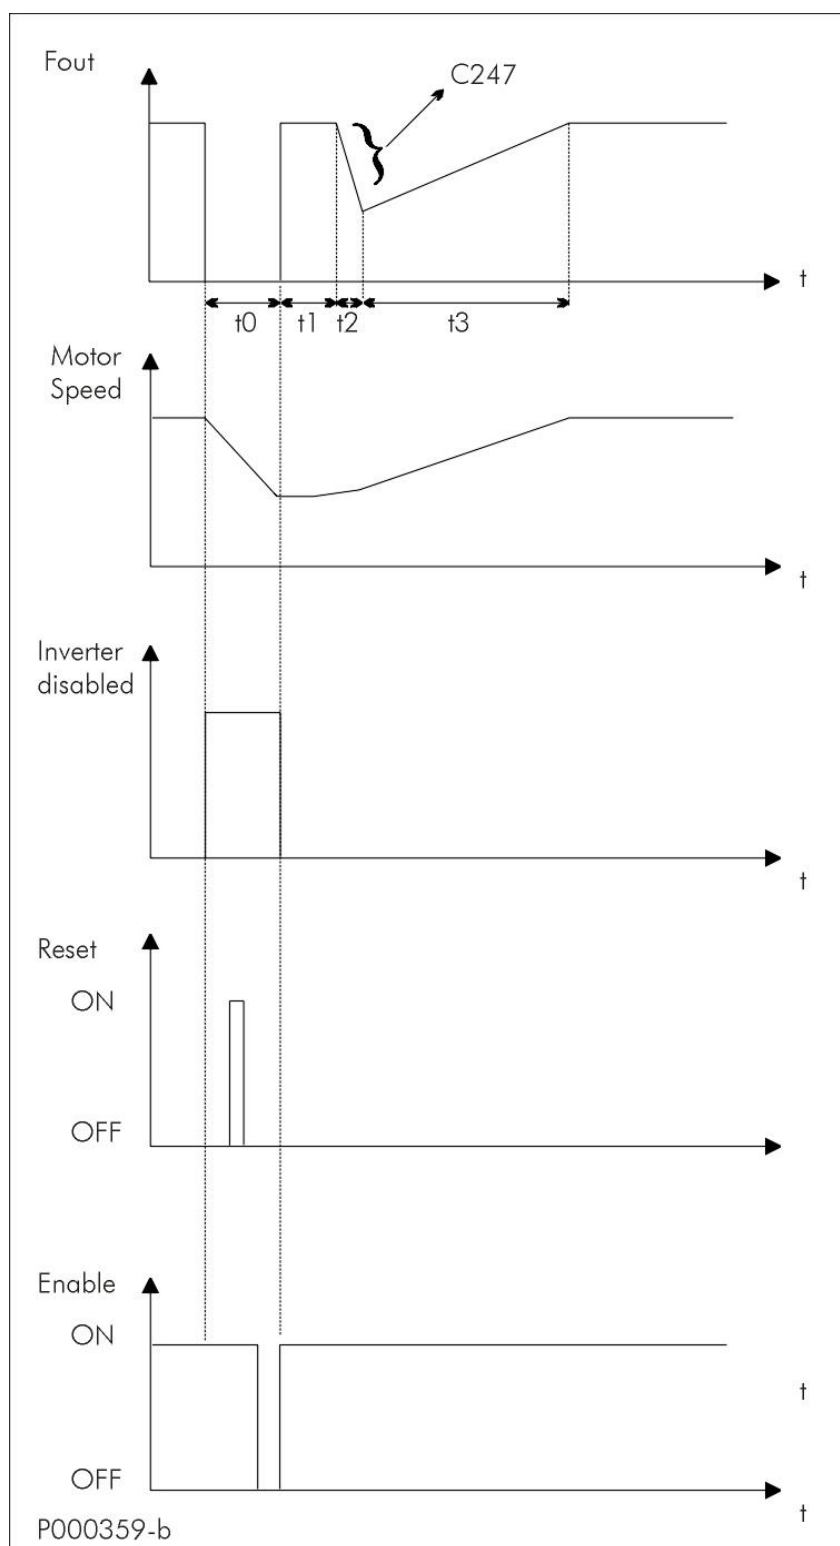 Fout
C247
t
t0 t1 t2 t3
Motor
Speed
t
Inverter
disabled
t
Reset
ON
OFF
Enable
ON
t
OFF
t
P000359-b